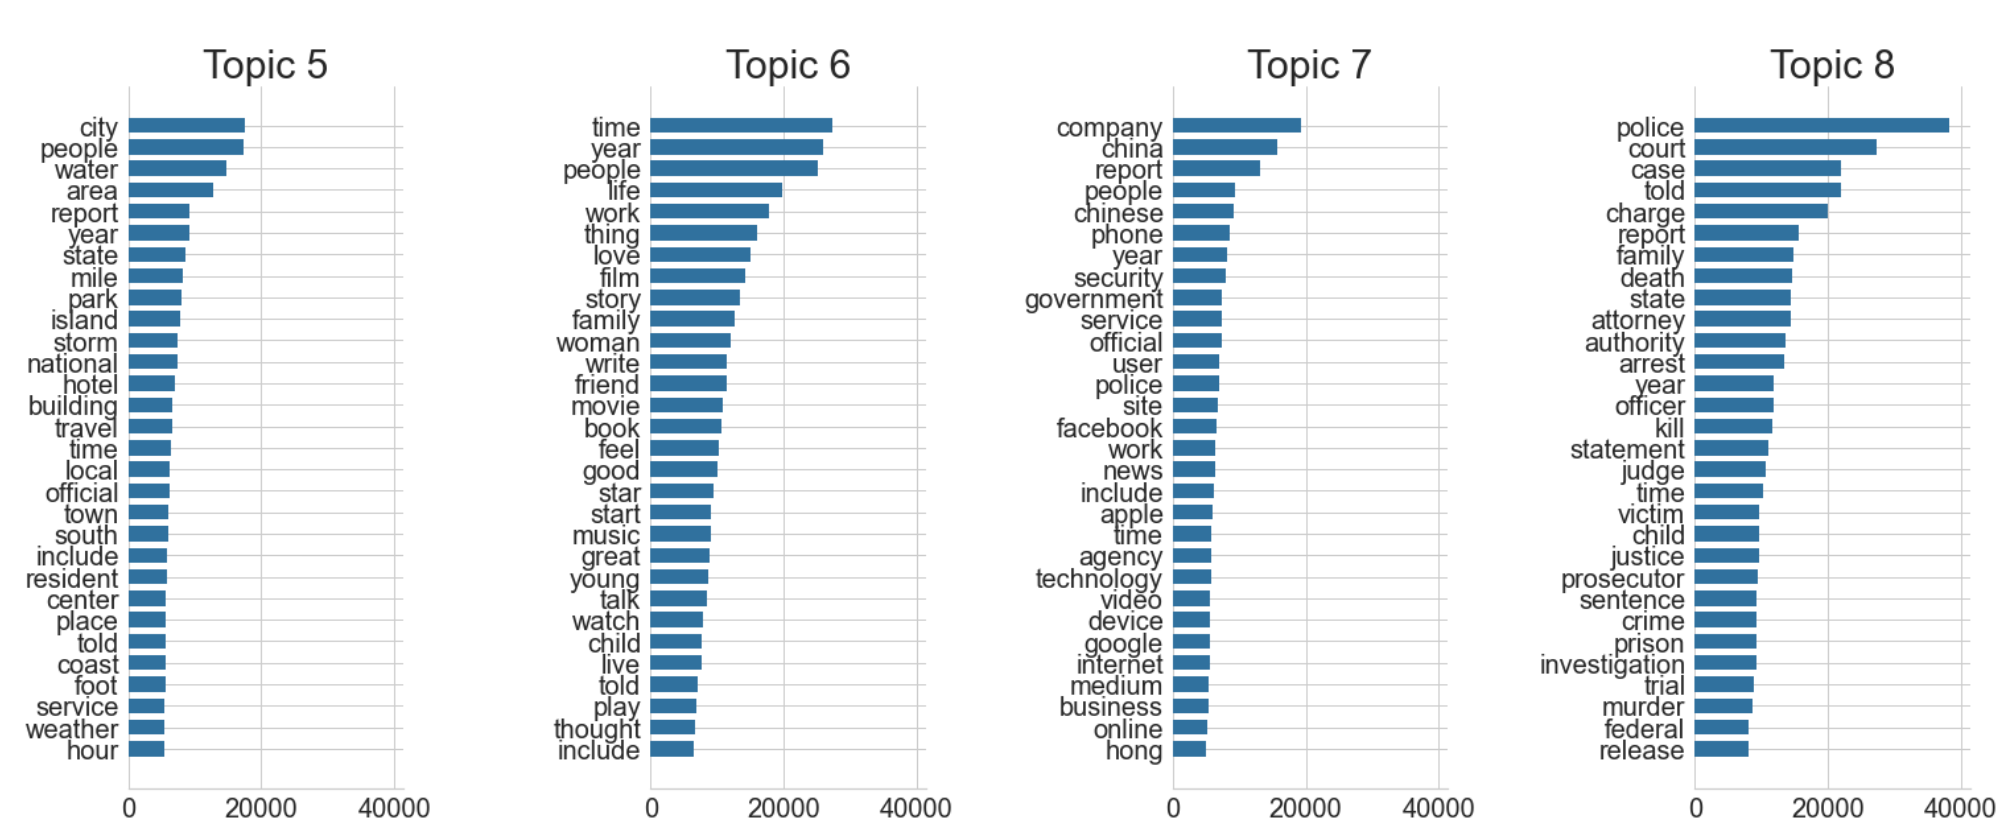 Topic 5
city
people
water
area
report
year
state
mile
park
island
storm
national
hotel
building
travel
time
local
official
town
south
include
resident
center
place
told
coast
foot
service
weather
hour
0 20000 40000
Topic 6
time
year
people
life
work
thing
love
film
story
family
woman
write
friend
movie
book
feel
good
star
start
music
great
young
talk
watch
child
live
told
play
thought
include
0 20000 40000
Topic 7
company
china
report
people
chinese
phone
year
security
government
service
official
user
police
site
facebook
work
news
include
apple
time
agency
technology
video
device
google
internet
medium
business
online
hong
0 20000 40000
Topic 8
police
court
case
told
charge
report
family
death
state
attorney
authority
arrest
year
officer
kill
statement
judge
time
victim
child
justice
prosecutor
sentence
crime
prison
investigation
trial
murder
federal
release
0 20000 40000